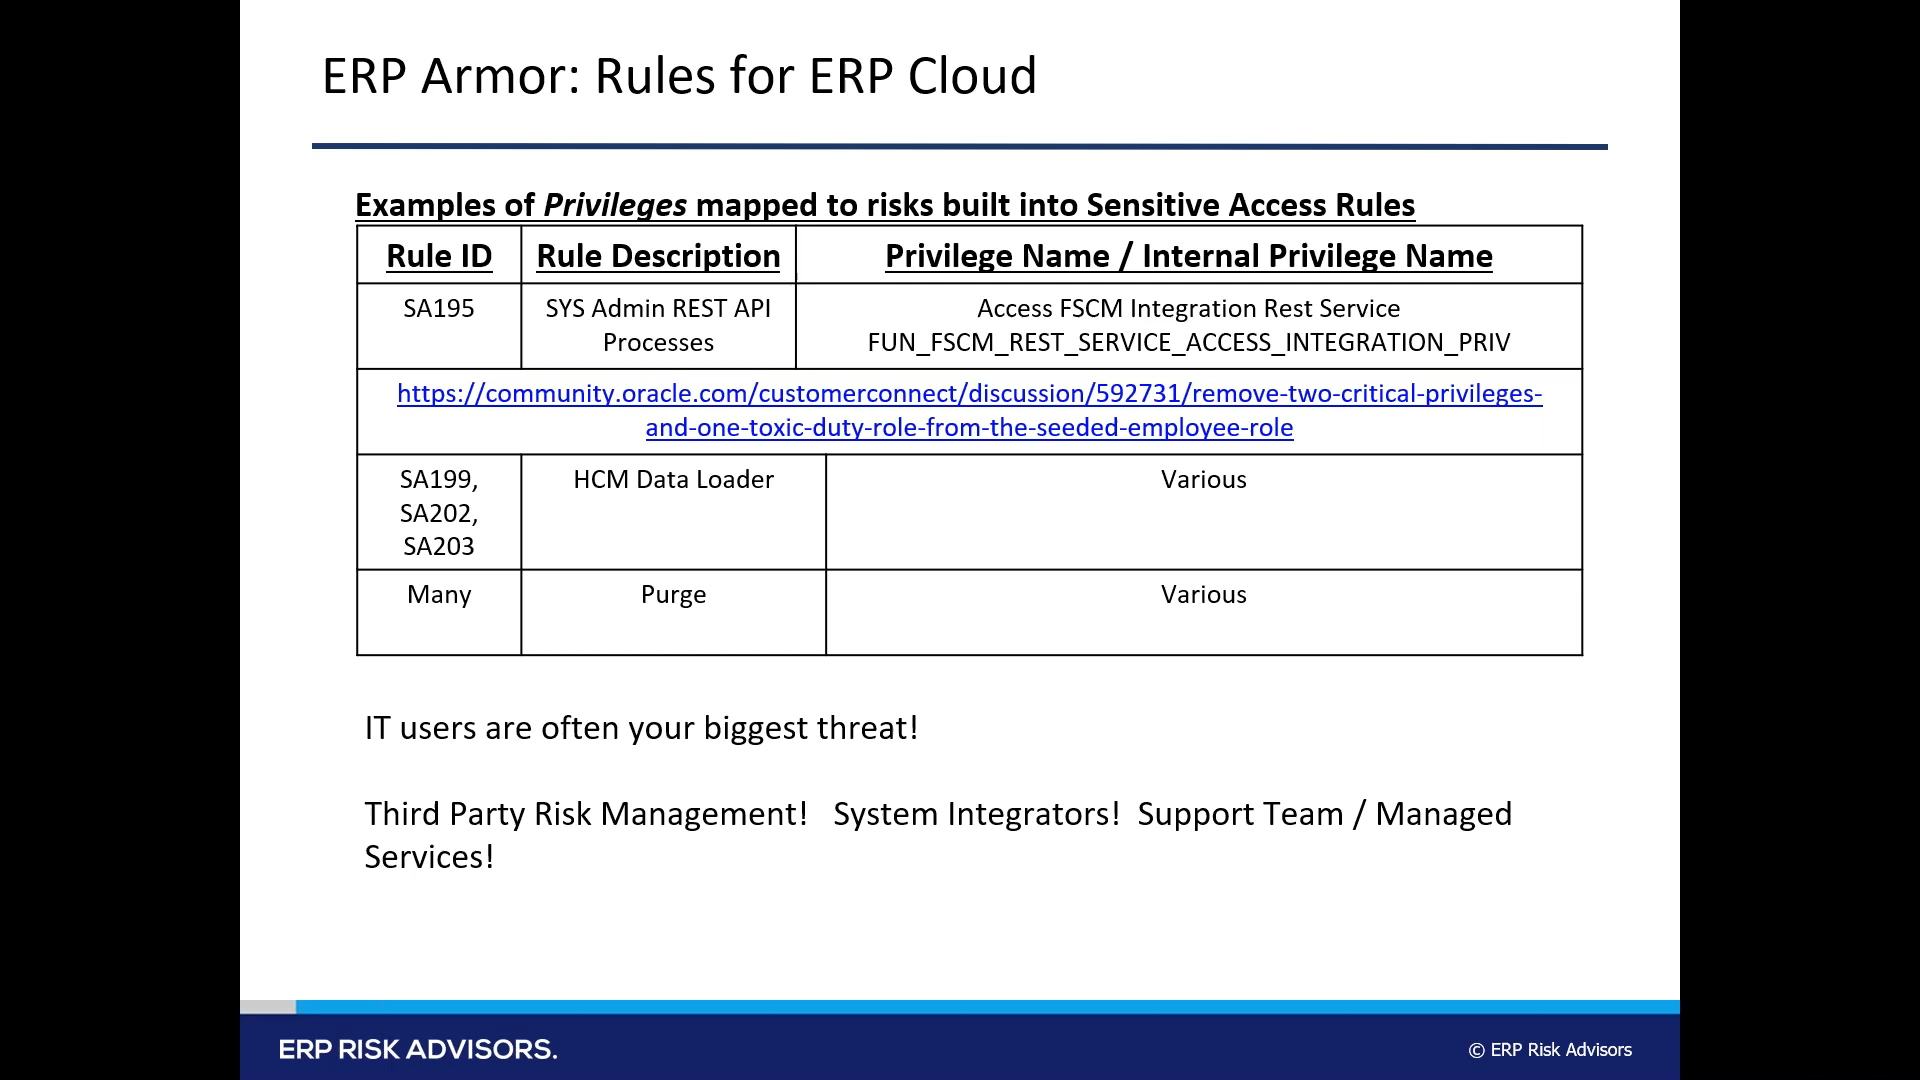 ERP Armor: Rules for ERP Cloud
Examples of Privileges mapped to risks built into Sensitive Access Rules
Rule ID
Rule Description
Privilege Name / Internal Privilege Name
SA195
SYS Admin REST API
Processes
Access FSCM Integration Rest Service
FUN_FSCM_REST_SERVICE_ACCESS_INTEGRATION_PRIV
https://community.oracle.com/customerconnect/discussion/592731/remove-two-critical-privileges-
and-one-toxic-duty-role-from-the-seeded-employee-role
SA199,
SA202,
SA203
HCM Data Loader
Various
Many
Purge
Various
IT users are often your biggest threat!
Third Party Risk Management!   System Integrators!  Support Team / Managed
Services!
ERP RISK ADVISORS.
© ERP Risk Advisors